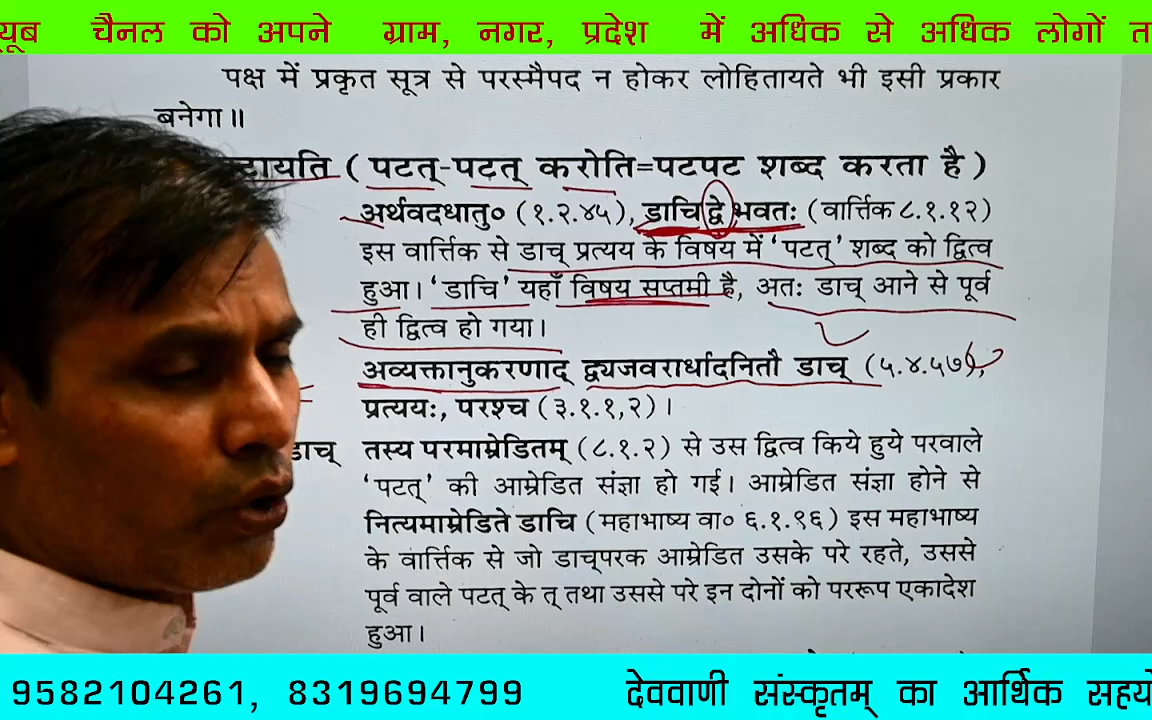 चैनल को अपने ग्राम, नगर, प्रदेश में अधिक से अधिक लोगों
पक्ष में प्रकृत सूत्र से परस्मैपद न होकर लोहितायते भी इसी प्रकार
बनेगा॥
(पटत्-पटत् करोति=पटपट शब्द करता है)
अर्थवदधातु० (१.२.४५), डाचि द्वे भवतः (वार्त्तिक ८.१.१२)
इस वार्त्तिक से डाच् प्रत्यय के विषय में 'पटत्' शब्द को द्वित्व
हुआ। 'डाचि' यहाँ विषय सप्तमी है, अतः डाच् आने से पूर्व
ही द्वित्व हो गया।
अव्यक्तानुकरणाद् द्व्यजवरार्धादनितौ डाच् (५.४.५७),
प्रत्ययः, परश्च (३.१.१,२)।
डाच् तस्य परमाम्रेडितम् (८.१.२) से उस द्वित्व किये हुये परवाले
'पटत्' की आम्रेडित संज्ञा हो गई। आम्रेडित संज्ञा होने से
नित्यमाम्रेडिते डाचि (महाभाष्य वा० ६.१.९६) इस महाभाष्य
के वार्त्तिक से जो डाच्परक आम्रेडित उसके परे रहते, उससे
पूर्व वाले पटत् के त् तथा उससे परे इन दोनों को पररूप एकादेश
हुआ।
9582104261, 8319694799 देववाणी संस्कृतम् का आर्थिक